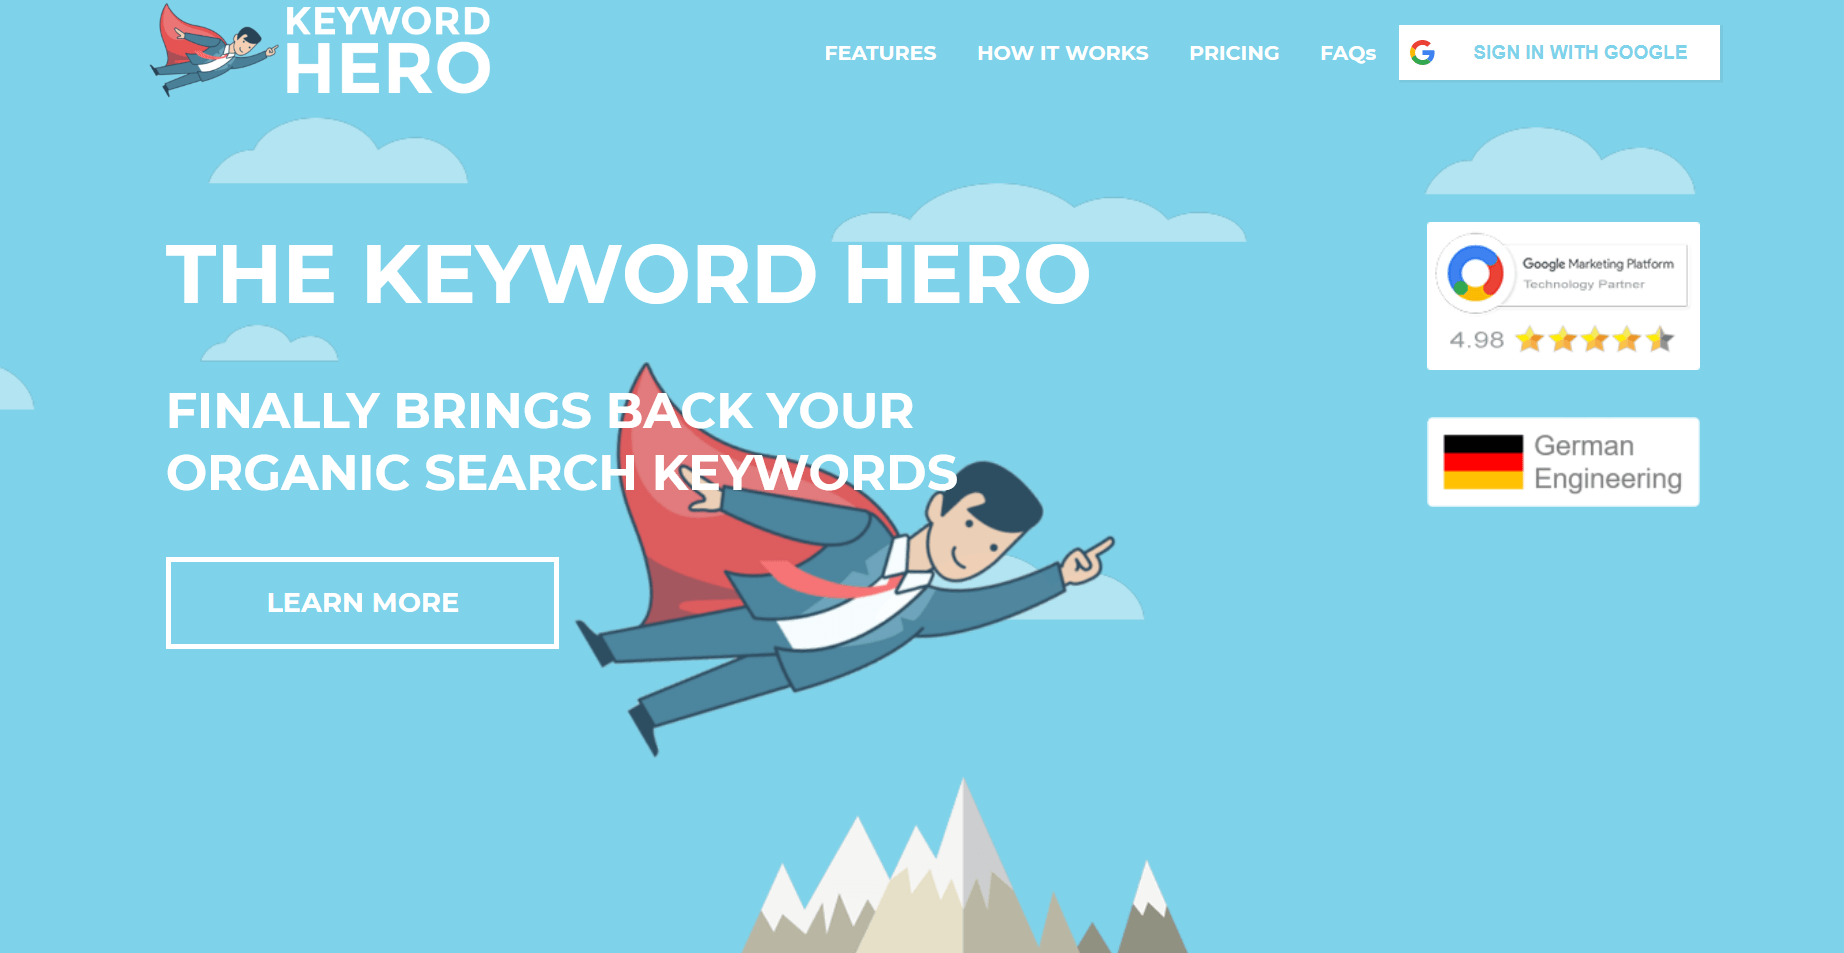 KEYWORD
HERO
FEATURES
HOW IT WORKS
PRICING
FAQs
SIGN IN WITH GOOGLE
THE KEYWORD HERO
Google Marketing Platform
Technology Partner
4.98
FINALLY BRINGS BACK YOUR
ORGANIC SEARCH KEYWORDS
German
Engineering
LEARN MORE